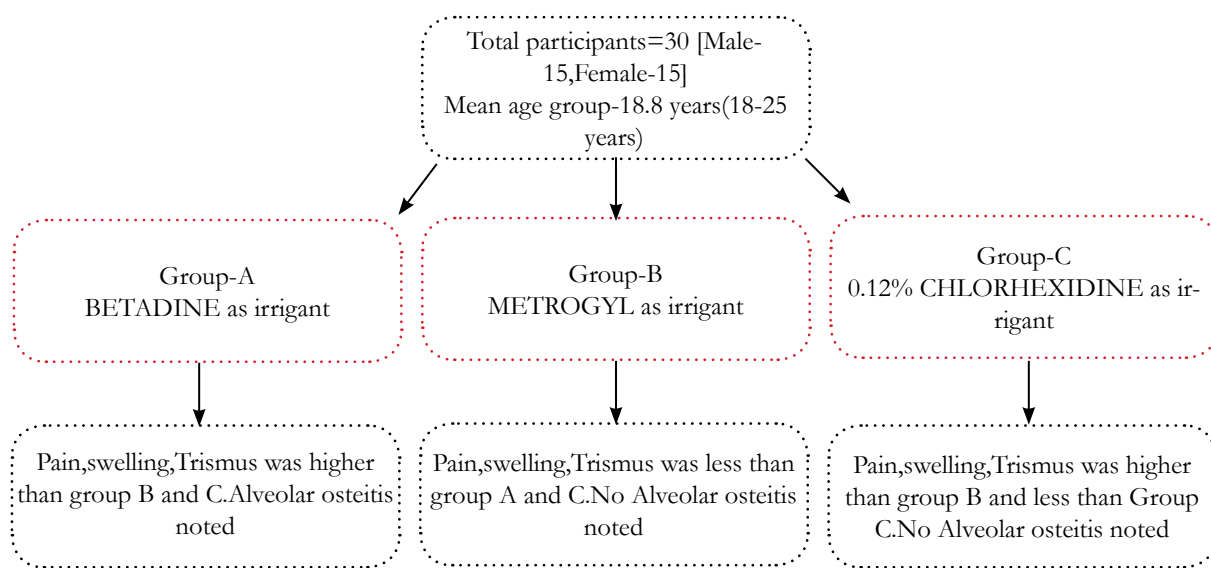 Total participants=30 [Male-
15,Female-15]
Mean age group-18.8 years(18-25
years)
Group-A
BETADINE as irrigant
Group-B
METROGYL as irrigant
Group-C
0.12% CHLORHEXIDINE as ir-
rigant
Pain,swelling,Trismus was higher
than group B and C.Alveolar osteitis
noted
Pain,swelling,Trismus was less than
group A and C.No Alveolar osteitis
noted
Pain,swelling,Trismus was higher
than group B and less than Group
C.No Alveolar osteitis noted